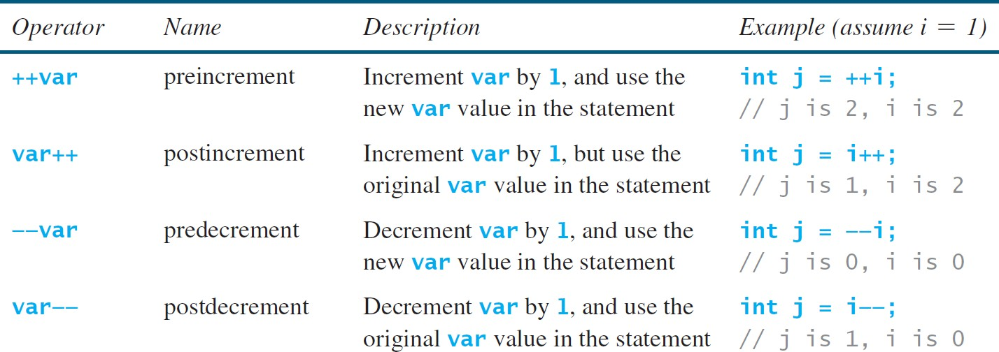 Operator Name Description Example (assume i = 1)
++var preincrement Increment var by 1, and use the int j = ++i;
new var value in the statement // j is 2, i is 2
var++ postincrement Increment var by 1, but use the int j = i++;
original var value in the statement // j is 1, i is 2
--var predecrement Decrement var by 1, and use the int j = --i;
new var value in the statement // j is 0, i is 0
var-- postdecrement Decrement var by 1, and use the int j = i--;
original var value in the statement // j is 1, i is 0